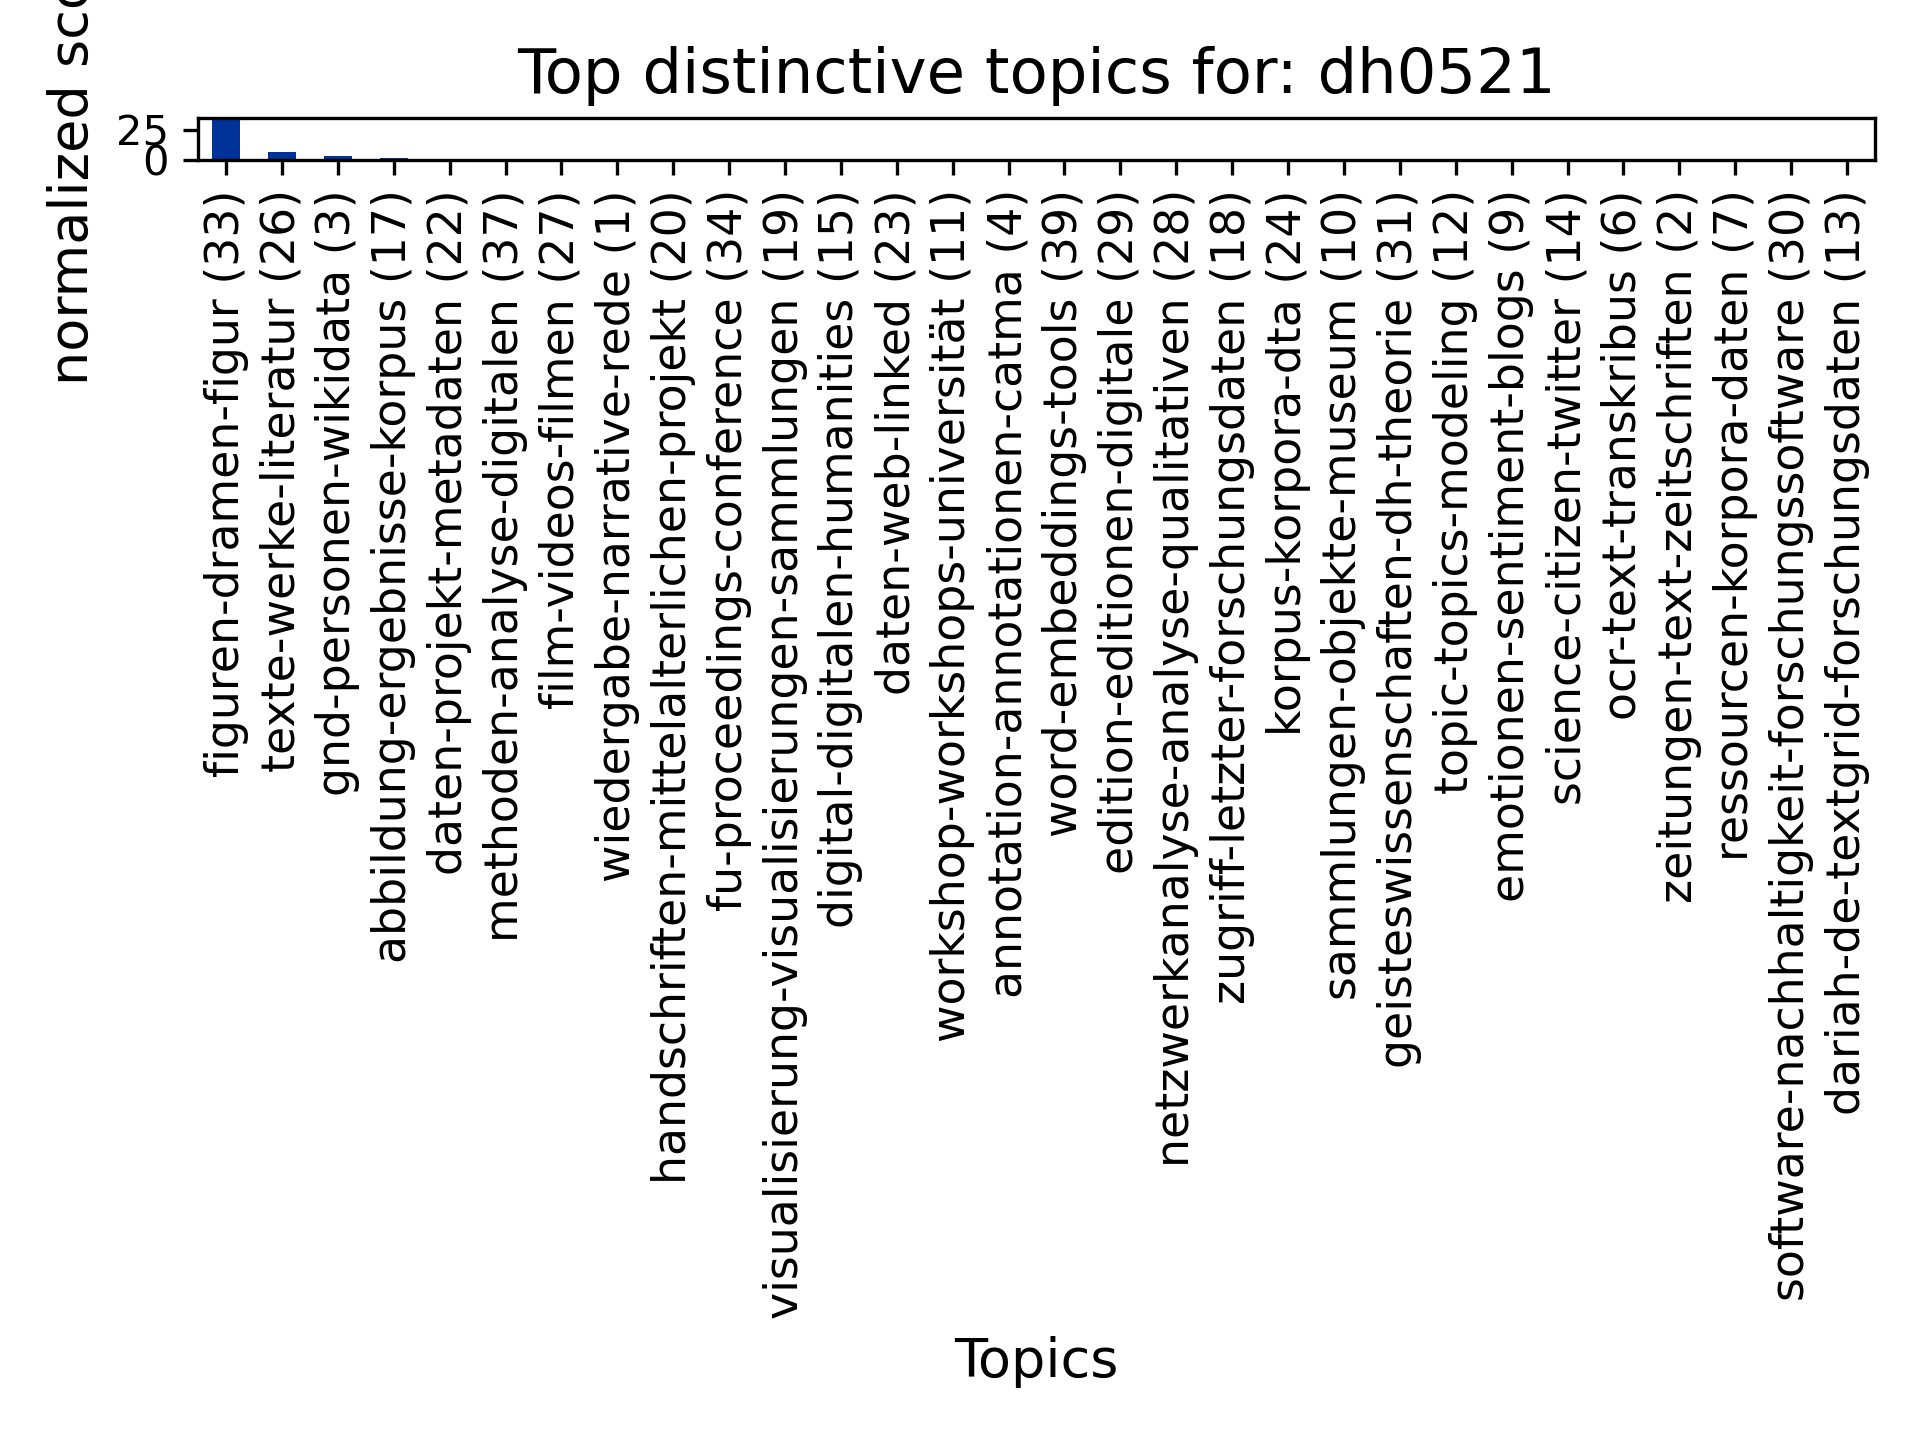 Top distinctive topics for: dh0521
normalized sco
25
0
figuren-dramen-figur (33)
texte-werke-literatur (26)
gnd-personen-wikidata (3)
abbildung-ergebnisse-korpus (17)
daten-projekt-metadaten (22)
methoden-analyse-digitalen (37)
film-videos-filmen (27)
wiedergabe-narrative-rede (1)
handschriften-mittelalterlichen-projekt (20)
fu-proceedings-conference (34)
visualisierung-visualisierungen-sammlungen (19)
digital-digitalen-humanities (15)
daten-web-linked (23)
workshop-workshops-universität (11)
annotation-annotationen-catma (4)
word-embeddings-tools (39)
edition-editionen-digitale (29)
netzwerkanalyse-analyse-qualitativen (28)
zugriff-letzter-forschungsdaten (18)
korpus-korpora-dta (24)
sammlungen-objekte-museum (10)
geisteswissenschaften-dh-theorie (31)
topic-topics-modeling (12)
emotionen-sentiment-blogs (9)
science-citizen-twitter (14)
ocr-text-transkribus (6)
zeitungen-text-zeitschriften (2)
ressourcen-korpora-daten (7)
software-nachhaltigkeit-forschungssoftware (30)
dariah-de-textgrid-forschungsdaten (13)
Topics